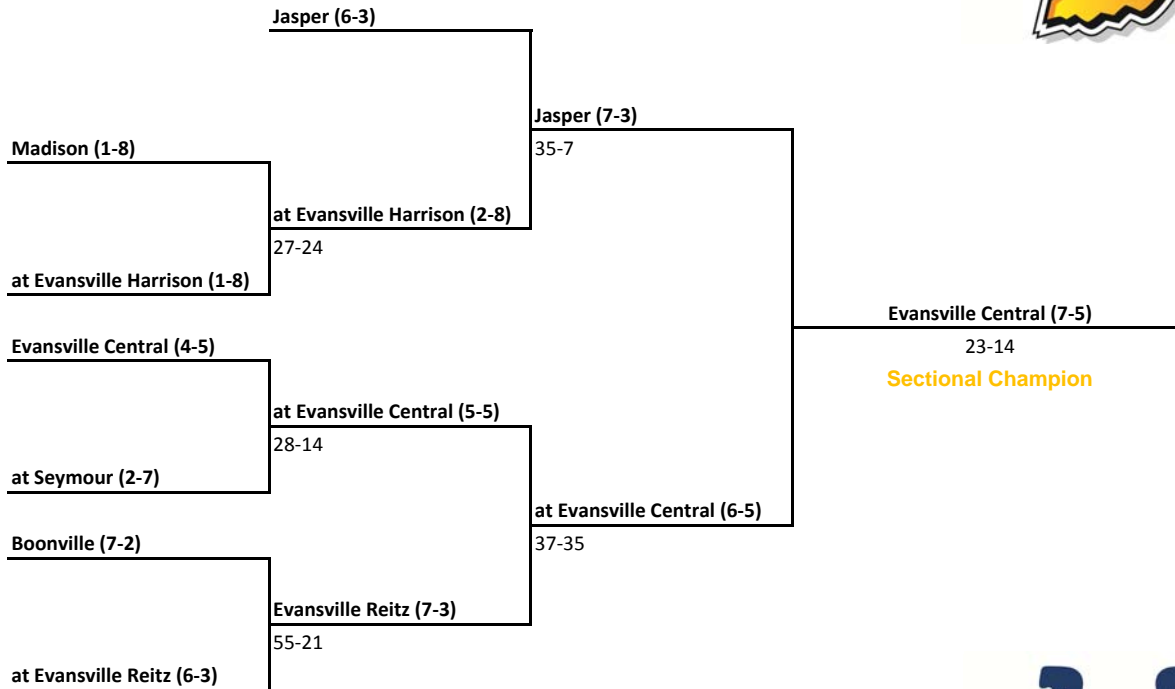 Jasper (6-3)
Jasper (7-3)
Madison (1-8)
35-7
at Evansville Harrison (2-8)
27-24
at Evansville Harrison (1-8)
Evansville Central (7-5)
Evansville Central (4-5)
23-14
Sectional Champion
at Evansville Central (5-5)
28-14
at Seymour (2-7)
at Evansville Central (6-5)
Boonville (7-2)
37-35
Evansville Reitz (7-3)
55-21
at Evansville Reitz (6-3)